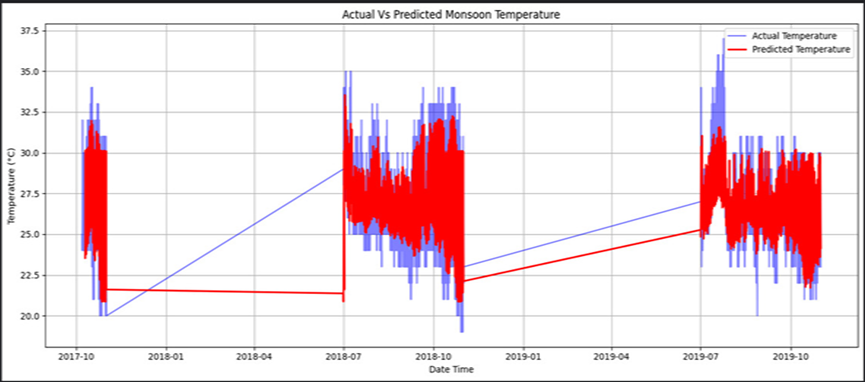 Actual Vs Predicted Monsoon Temperature
Actual Temperature
Predicted Temperature
Temperature (°C)
37.5
35.0
32.5
30.0
27.5
25.0
22.5
20.0
2017-10 2018-01 2018-04 2018-07 2018-10 2019-01 2019-04 2019-07 2019-10
Date Time